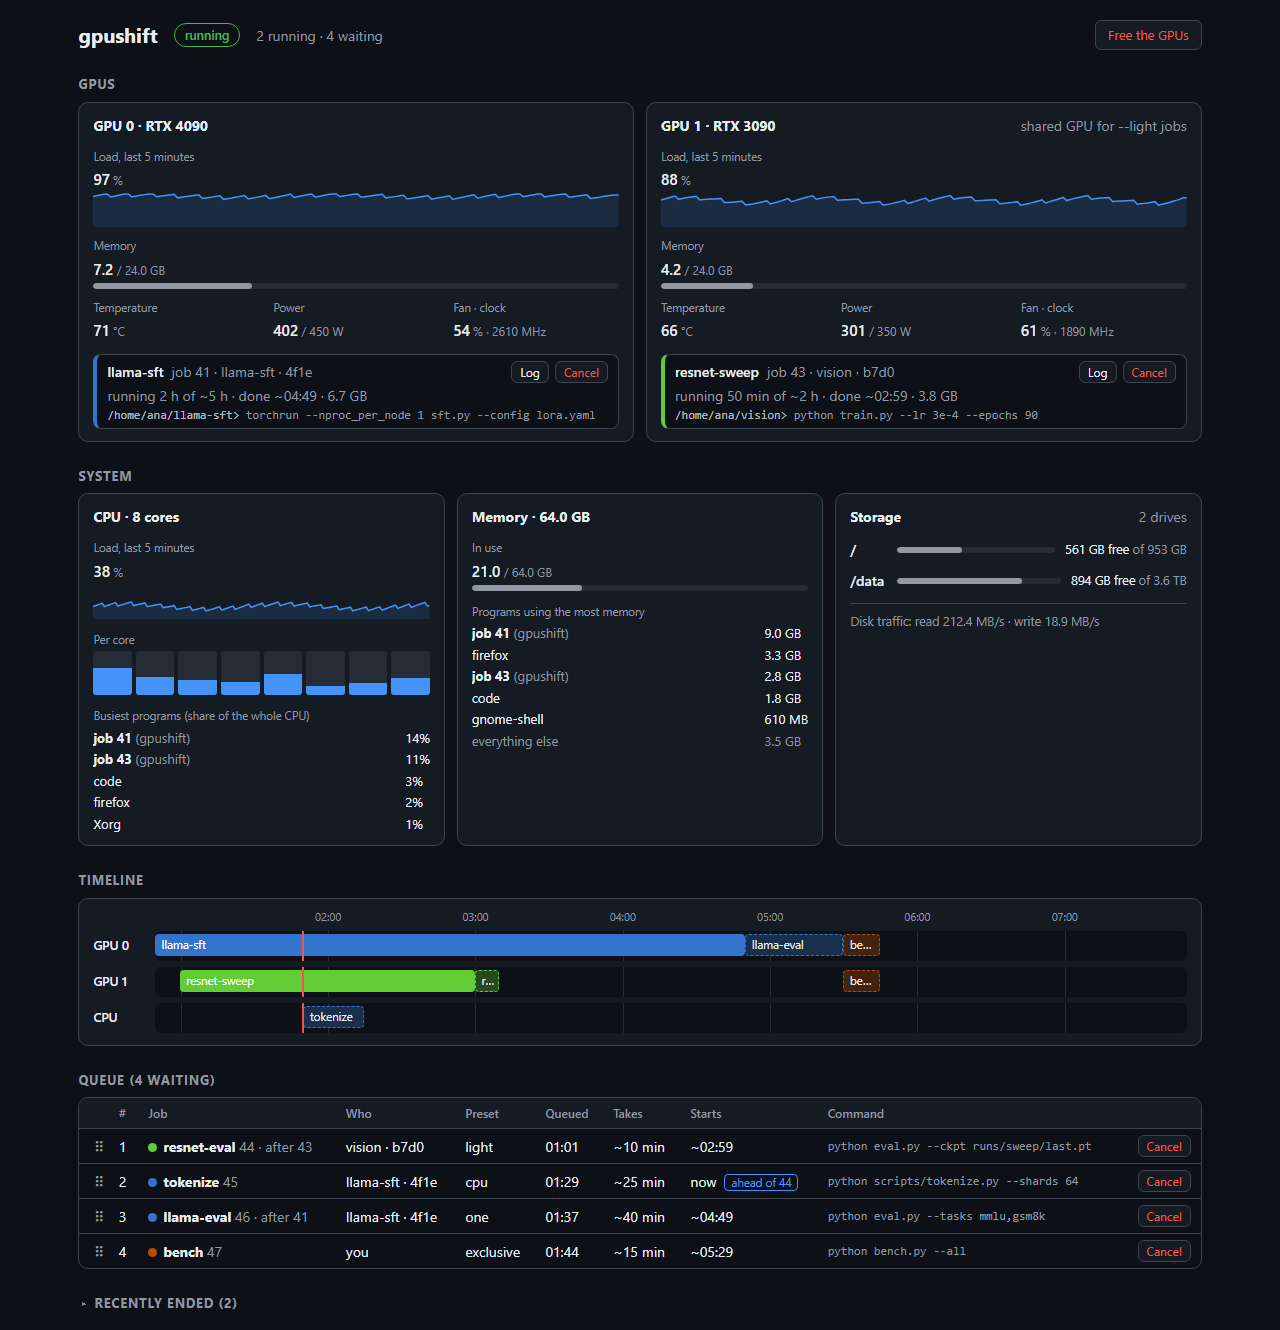 gpushift running 2 running · 4 waiting Free the GPUs
GPUS
GPU 0 · RTX 4090
Load, last 5 minutes
97 %
Memory
7.2 / 24.0 GB
Temperature Power Fan · clock
71 °C 402 / 450 W 54 % · 2610 MHz
llama-sft job 41 · llama-sft · 4f1e Log Cancel
running 2 h of ~5 h · done ~04:49 · 6.7 GB
/home/ana/llama-sft> torchrun --nproc_per_node 1 sft.py --config lora.yaml
GPU 1 · RTX 3090 shared GPU for --light jobs
Load, last 5 minutes
88 %
Memory
4.2 / 24.0 GB
Temperature Power Fan · clock
66 °C 301 / 350 W 61 % · 1890 MHz
resnet-sweep job 43 · vision · b7d0 Log Cancel
running 50 min of ~2 h · done ~02:59 · 3.8 GB
/home/ana/vision> python train.py --lr 3e-4 --epochs 90
SYSTEM
CPU · 8 cores
Load, last 5 minutes
38 %
Per core
Busiest programs (share of the whole CPU)
job 41 (gpushift) 14%
job 43 (gpushift) 11%
code 3%
firefox 2%
Xorg 1%
Memory · 64.0 GB
In use
21.0 / 64.0 GB
Programs using the most memory
job 41 (gpushift) 9.0 GB
firefox 3.3 GB
job 43 (gpushift) 2.8 GB
code 1.8 GB
gnome-shell 610 MB
everything else 3.5 GB
Storage 2 drives
/ 561 GB free of 953 GB
/data 894 GB free of 3.6 TB
Disk traffic: read 212.4 MB/s · write 18.9 MB/s
TIMELINE
02:00 03:00 04:00 05:00 06:00 07:00
GPU 0 llama-sft llama-eval be...
GPU 1 resnet-sweep r... be...
CPU tokenize
QUEUE (4 WAITING)
# Job Who Preset Queued Takes Starts Command
1 resnet-eval 44 · after 43 vision · b7d0 light 01:01 ~10 min ~02:59 python eval.py --ckpt runs/sweep/last.pt Cancel
2 tokenize 45 llama-sft · 4f1e cpu 01:29 ~25 min now ahead of 44 python scripts/tokenize.py --shards 64 Cancel
3 llama-eval 46 · after 41 llama-sft · 4f1e one 01:37 ~40 min ~04:49 python eval.py --tasks mmlu,gsm8k Cancel
4 bench 47 you exclusive 01:44 ~15 min ~05:29 python bench.py --all Cancel
RECENTLY ENDED (2)